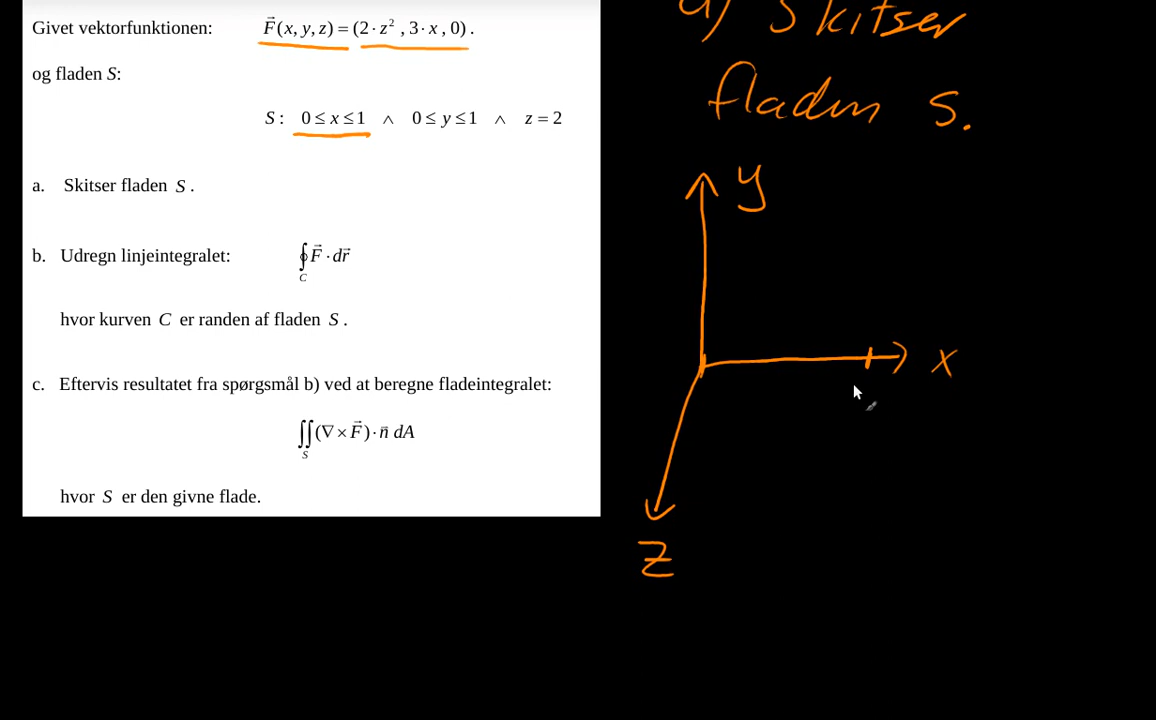 Givet vektorfunktionen: F⃗(x, y, z) = (2·z² , 3·x , 0) .
og fladen S:
S : 0 ≤ x ≤ 1 ∧ 0 ≤ y ≤ 1 ∧ z = 2
a. Skitser fladen S .
b. Udregn linjeintegralet: ∮_C F⃗ · dr⃗
hvor kurven C er randen af fladen S .
c. Eftervis resultatet fra spørgsmål b) ved at beregne fladeintegralet:
∬_S (∇ × F⃗) · n⃗ dA
hvor S er den givne flade.
a) Skitser
fladen S.
y
x
z